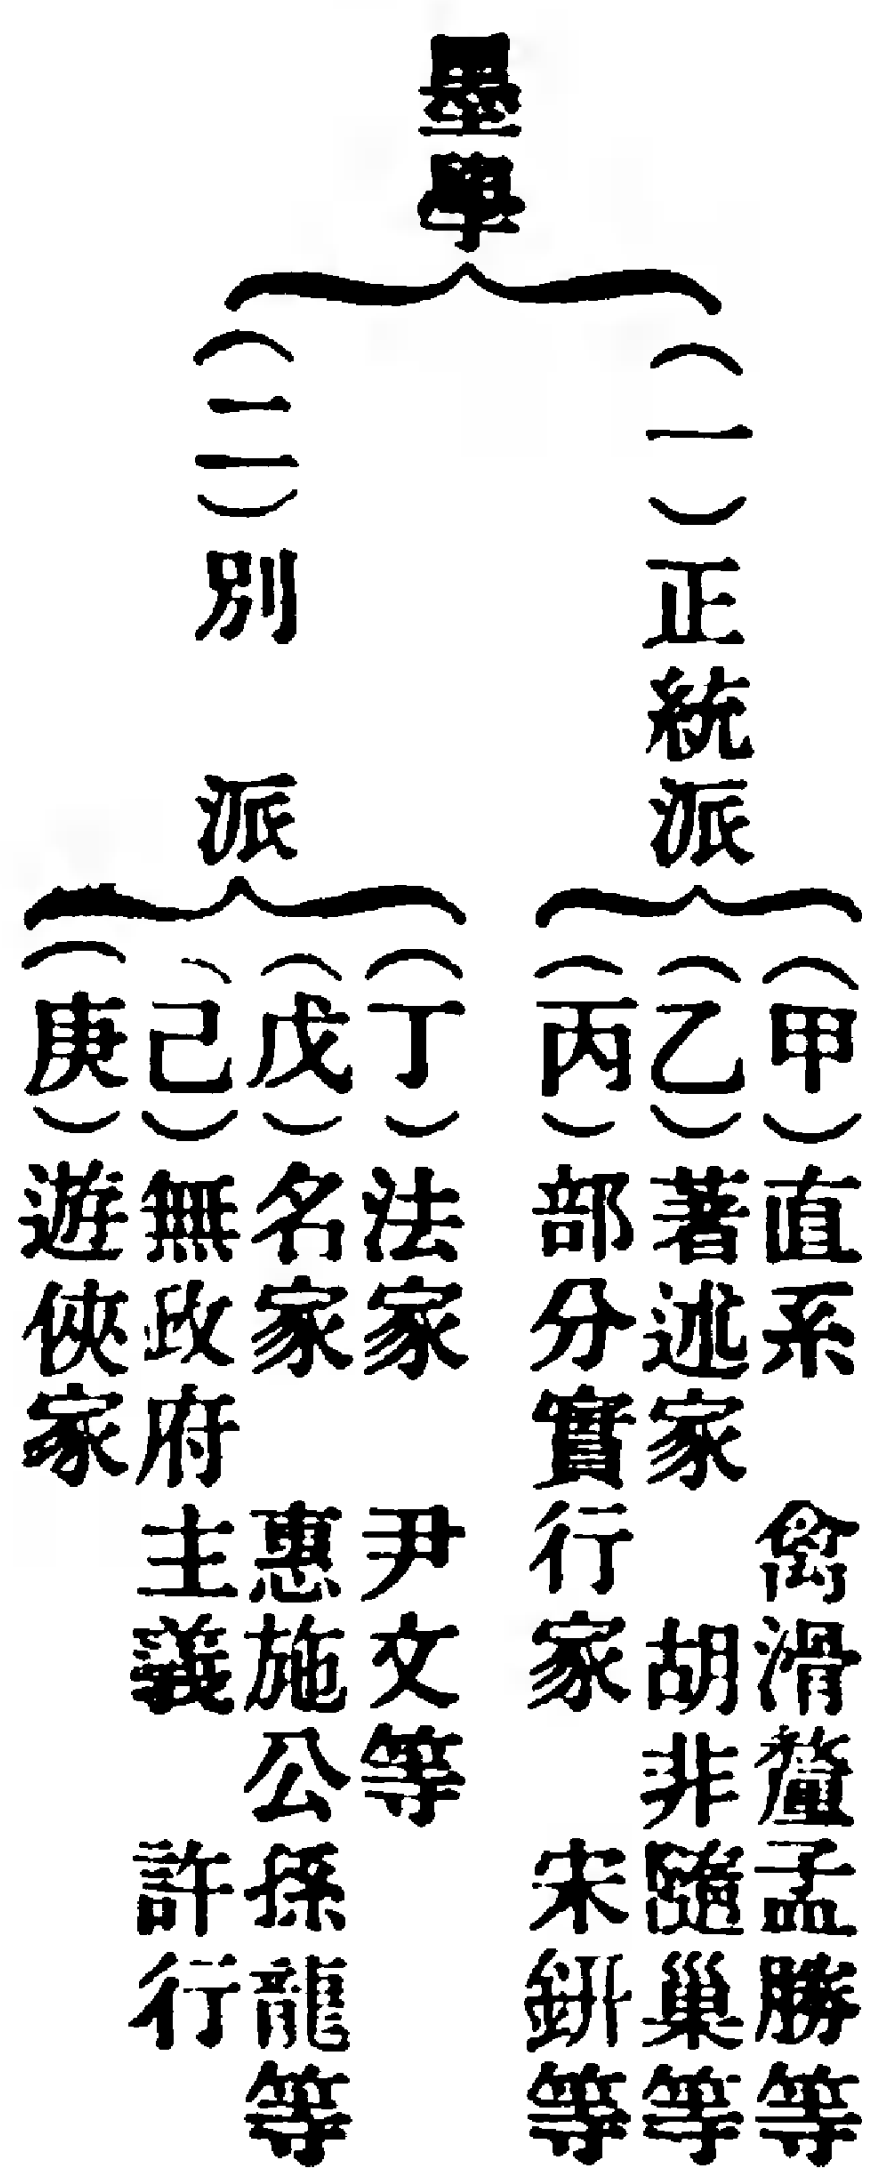 墨學
（一）正統派
（甲）直系　禽滑釐孟勝等
（乙）著述家　胡非隨巢等
（丙）部分實行家　宋鈃等
（二）別　派
（丁）法家　尹文等
（戊）名家　惠施公孫龍等
（己）無政府主義　許行
（庚）遊俠家